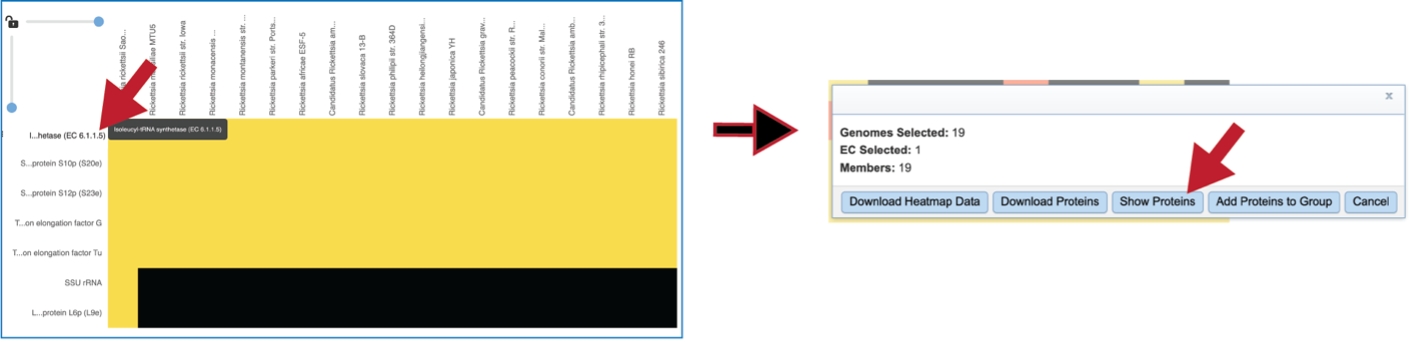 rickettsii Sao...
MTU5
Rickettsia rickettsii str. Iowa
Rickettsia monacensis ...
Rickettsia montanensis str. ...
Rickettsia parkeri str. Ports...
Rickettsia africae ESF-5
Candidatus Rickettsia am...
Rickettsia slovaca 13-B
Rickettsia philipii str. 364D
Rickettsia heilongjiangensi...
Rickettsia japonica YH
Candidatus Rickettsia grav...
Rickettsia peacockii str. R...
Rickettsia conorii str. Mal...
Candidatus Rickettsia amb...
Rickettsia rhipicephali str. 3...
Rickettsia honei RB
Rickettsia sibirica 246
I...hetase (EC 6.1.1.5)
Isoleucyl-tRNA synthetase (EC 6.1.1.5)
S...protein S10p (S20e)
S...protein S12p (S23e)
T...on elongation factor G
T...on elongation factor Tu
SSU rRNA
L...protein L6p (L9e)
x
Genomes Selected: 19
EC Selected: 1
Members: 19
Download Heatmap Data Download Proteins Show Proteins Add Proteins to Group Cancel